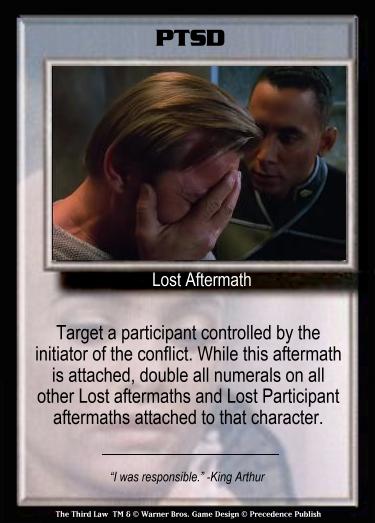 PTSD
Lost Aftermath
Target a participant controlled by the
initiator of the conflict. While this aftermath
is attached, double all numerals on all
other Lost aftermaths and Lost Participant
aftermaths attached to that character.
“I was responsible.” -King Arthur
The Third Law TM & © Warner Bros. Game Design © Precedence Publish